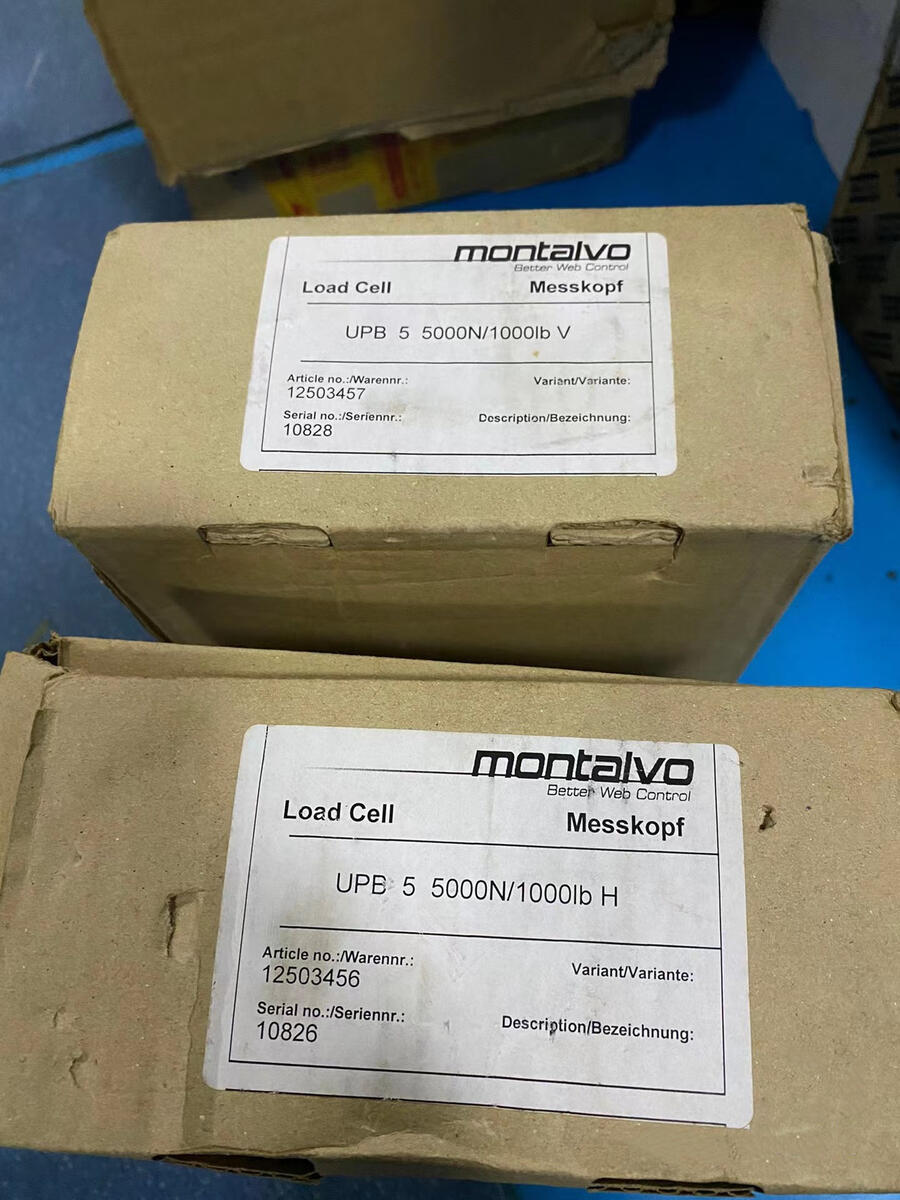 montalvo
Better Web Control
Load Cell Messkopf
UPB 5 5000N/1000lb V
Article no.:/Warennr.: Variant/Variante:
12503457
Serial no.:/Seriennr.: Description/Bezeichnung:
10828
montalvo
Better Web Control
Load Cell Messkopf
UPB 5 5000N/1000lb H
Article no.:/Warennr.: Variant/Variante:
12503456
Serial no.:/Seriennr.: Description/Bezeichnung:
10826